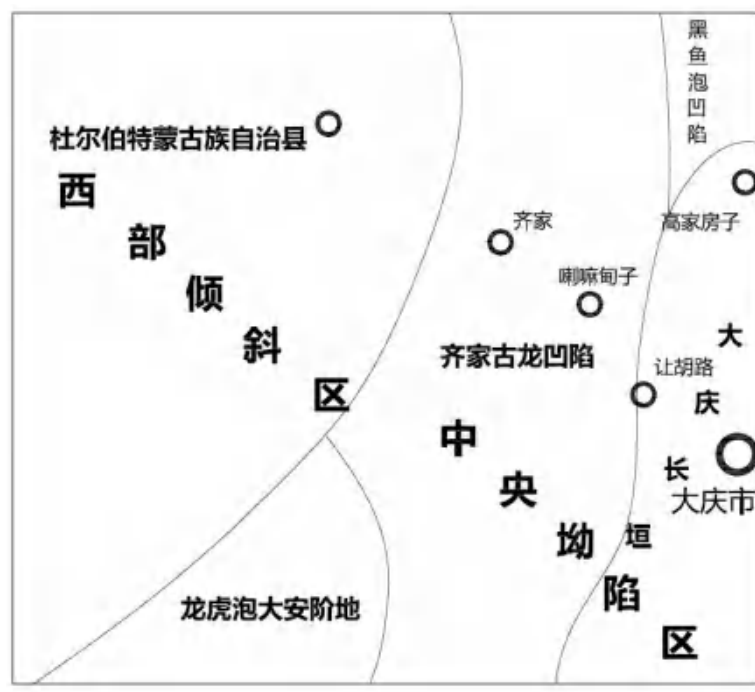 黑鱼泡凹陷
杜尔伯特蒙古族自治县
西部倾斜区
高家房子
齐家
喇嘛甸子
齐家古龙凹陷
让胡路
大庆长垣
大庆市
中央坳陷区
龙虎泡大安阶地